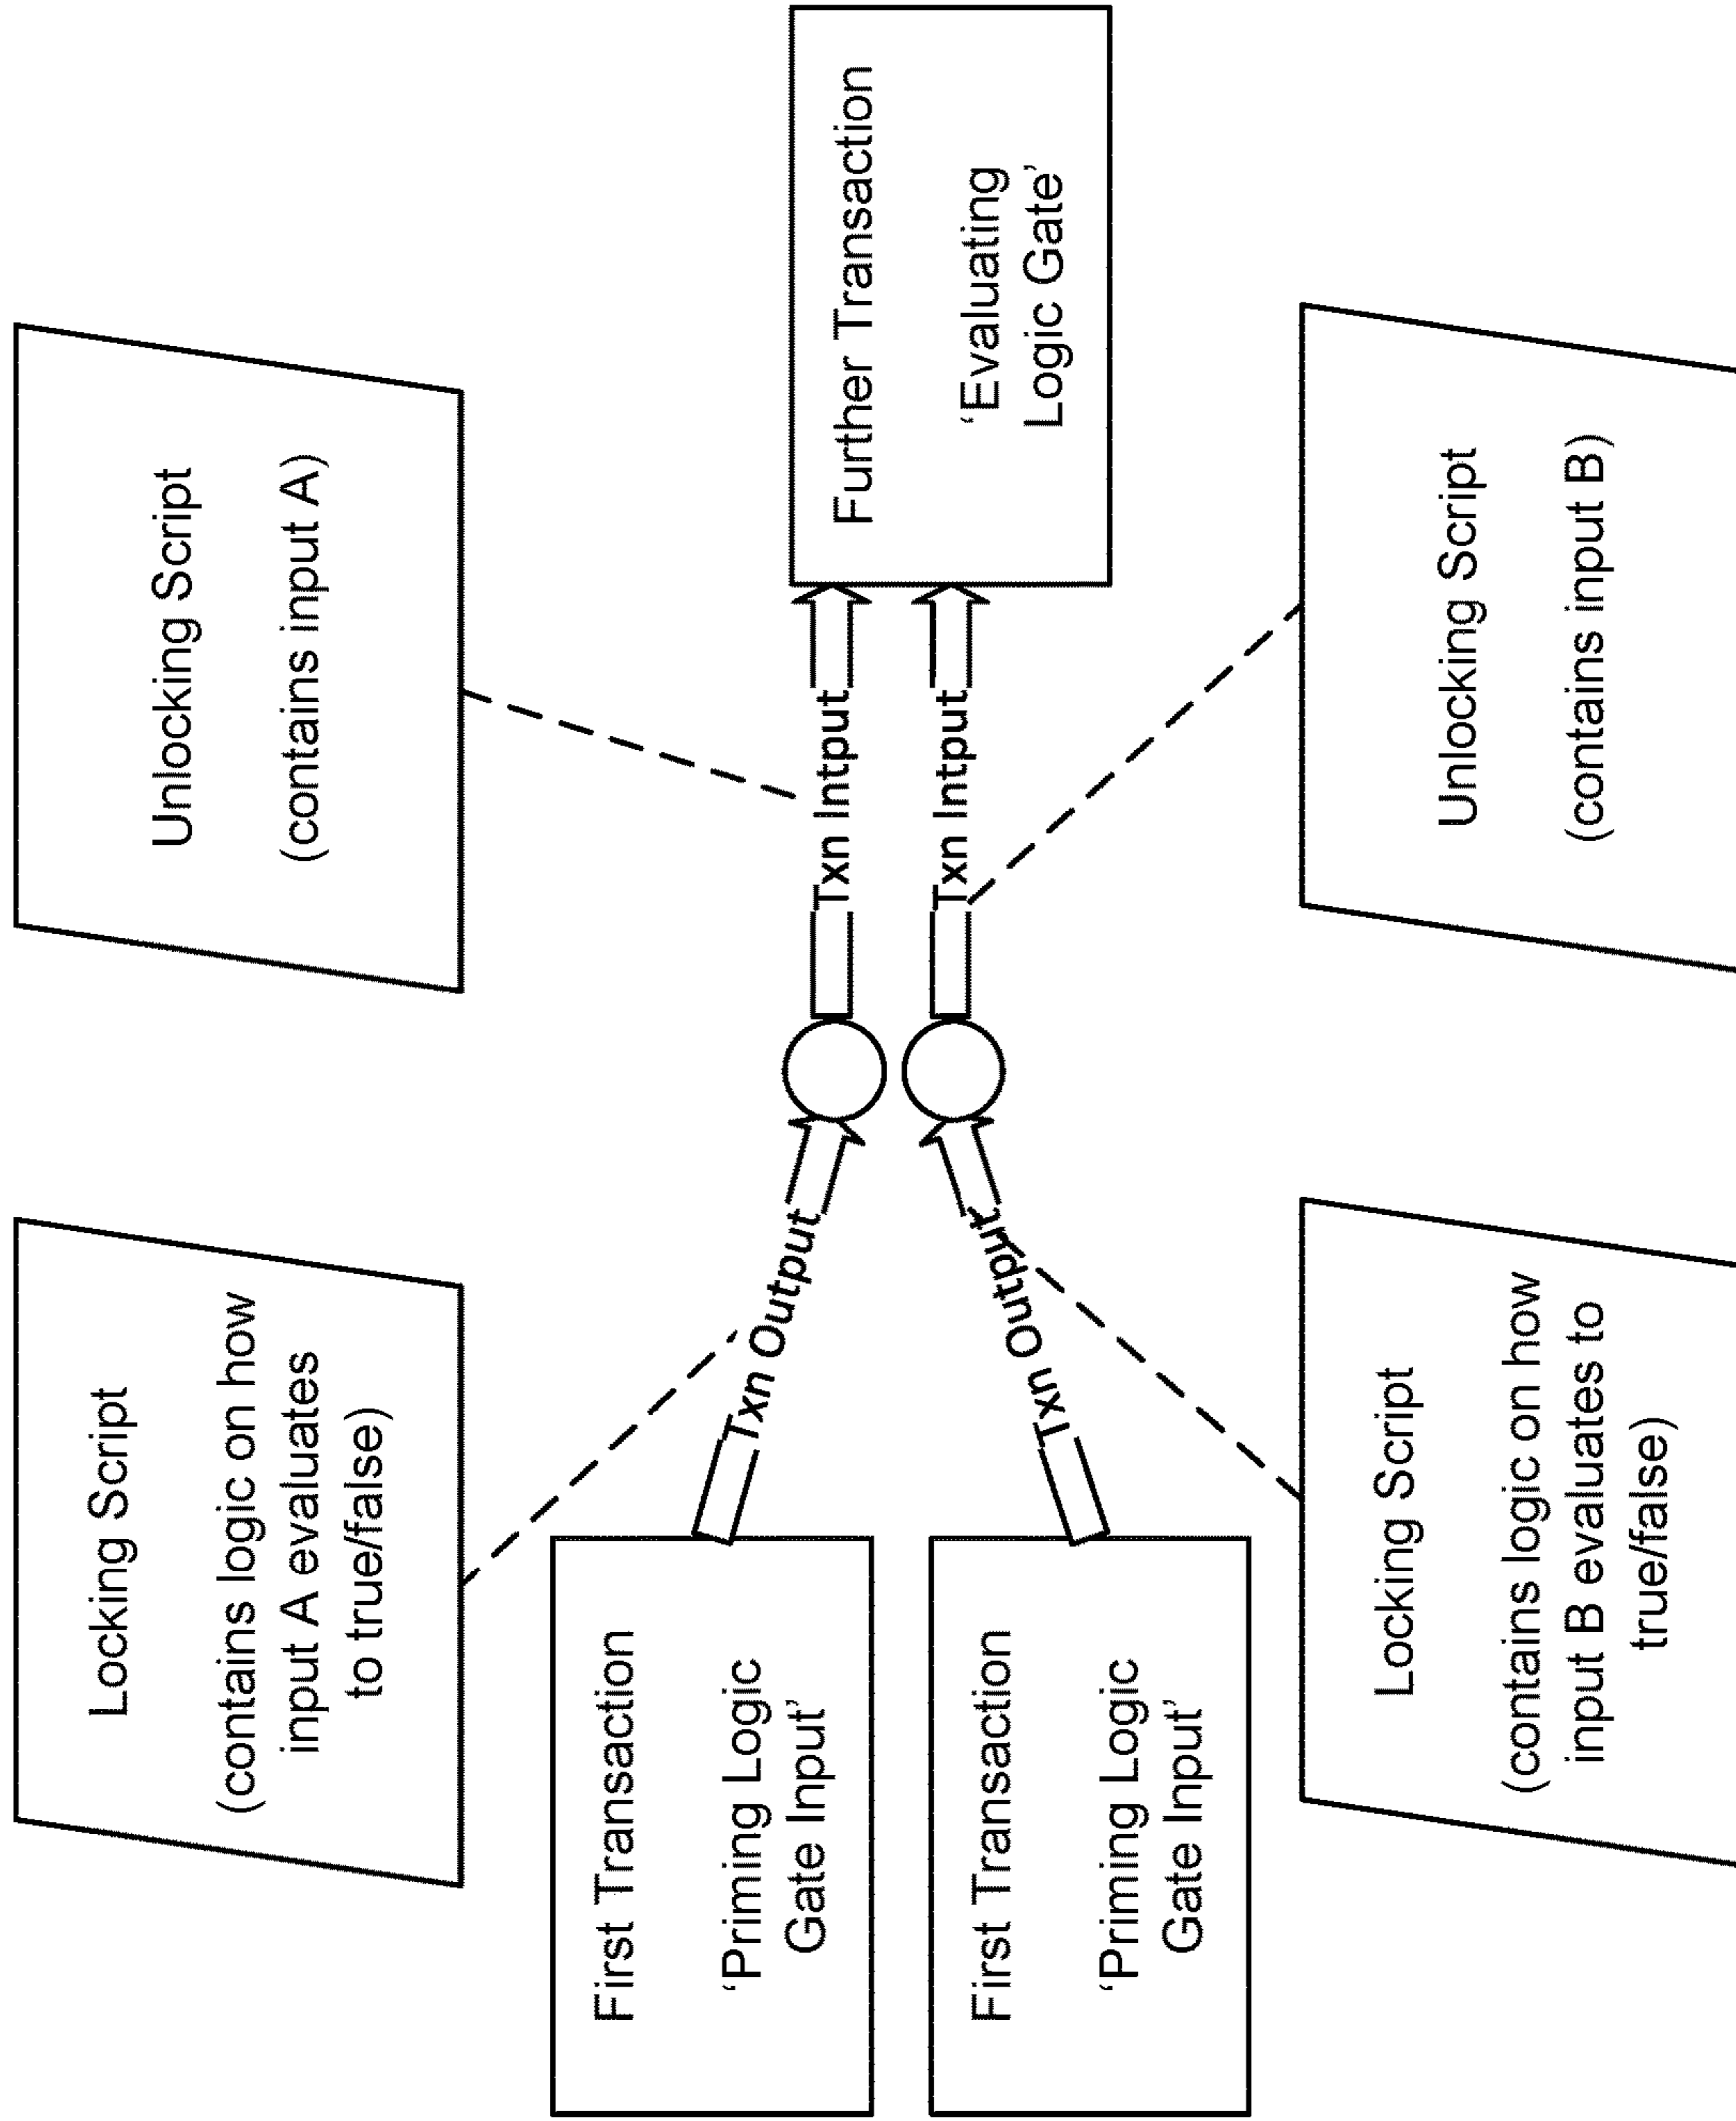 Locking Script
(contains logic on how
input A evaluates
to true/false)
Unlocking Script
(contains input A)
First Transaction
‘Priming Logic
Gate Input’
Txn Output
Txn Intput
Further Transaction
‘Evaluating
Logic Gate’
First Transaction
‘Priming Logic
Gate Input’
Txn Output
Txn Intput
Locking Script
(contains logic on how
input B evaluates to
true/false)
Unlocking Script
(contains input B)